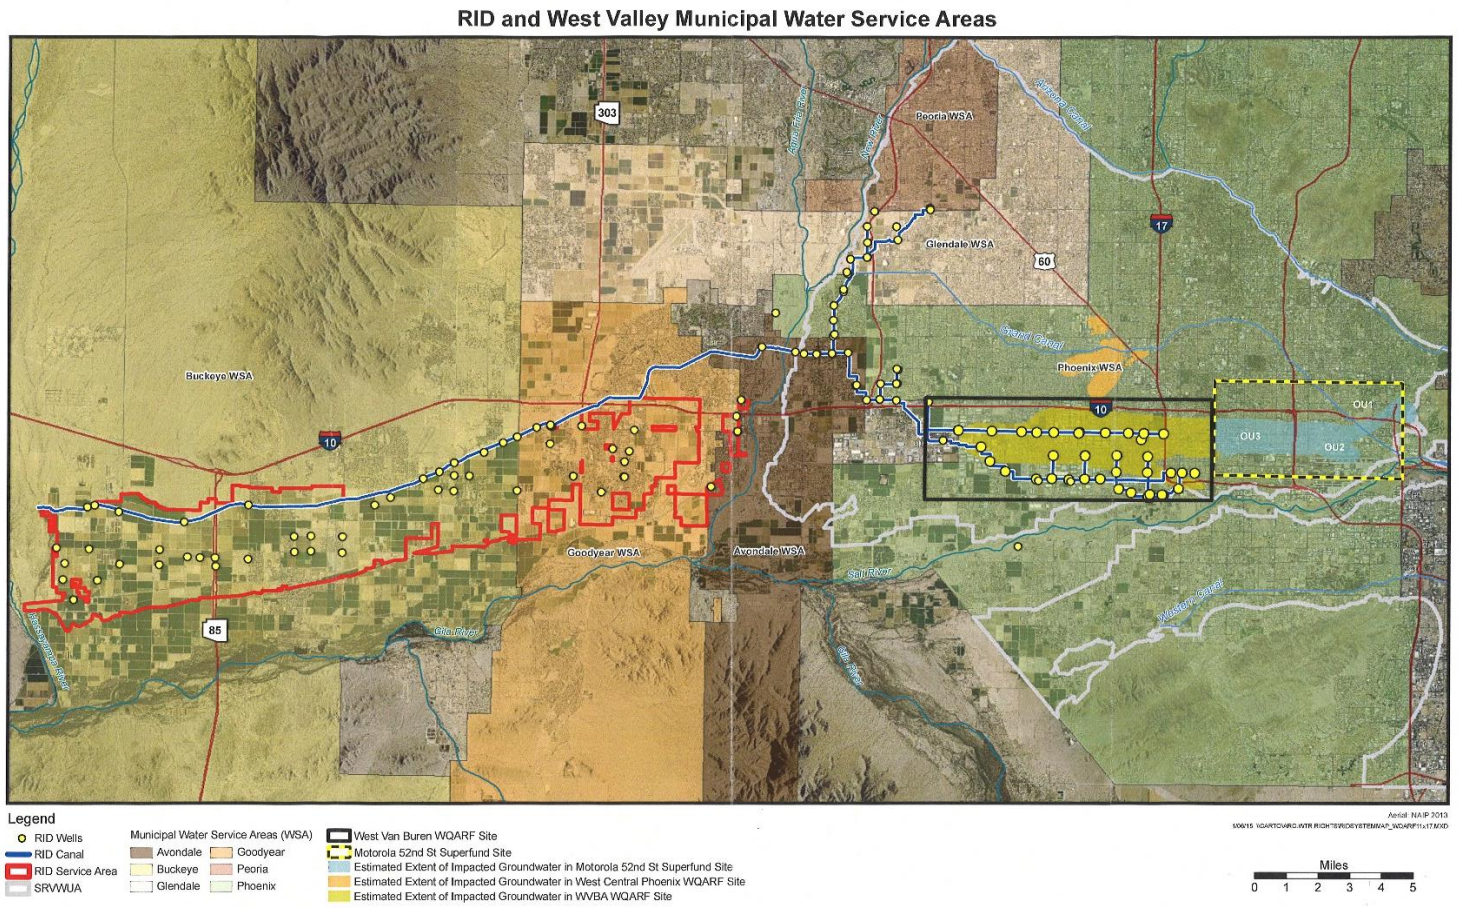 RID and West Valley Municipal Water Service Areas
303
Agua Fria River
New River
Peoria WSA
Arizona Canal
17
Glendale WSA
60
Grand Canal
Phoenix WSA
Buckeye WSA
10
10
OU1
OU3
OU2
Goodyear WSA
Avondale WSA
Salt River
Western Canal
85
Gila River
Gila River
Hassayampa River
Aerial: NAIP 2013
Legend
RID Wells
RID Canal
RID Service Area
SRVWUA
Municipal Water Service Areas (WSA)
Avondale
Goodyear
Buckeye
Peoria
Glendale
Phoenix
West Van Buren WQARF Site
Motorola 52nd St Superfund Site
Estimated Extent of Impacted Groundwater in Motorola 52nd St Superfund Site
Estimated Extent of Impacted Groundwater in West Central Phoenix WQARF Site
Estimated Extent of Impacted Groundwater in WVBA WQARF Site
Miles
0 1 2 3 4 5